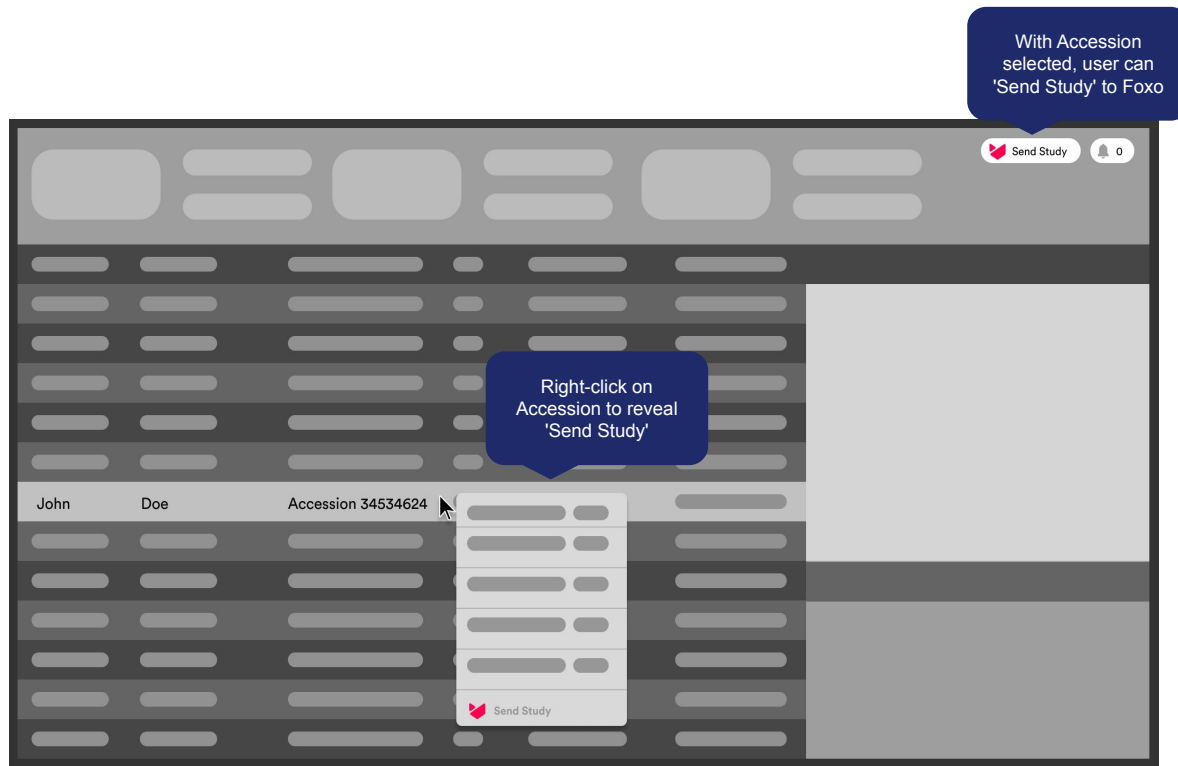 With Accession
selected, user can
'Send Study' to Foxo
Send Study
0
Right-click on
Accession to reveal
'Send Study'
John Doe Accession 34534624
Send Study